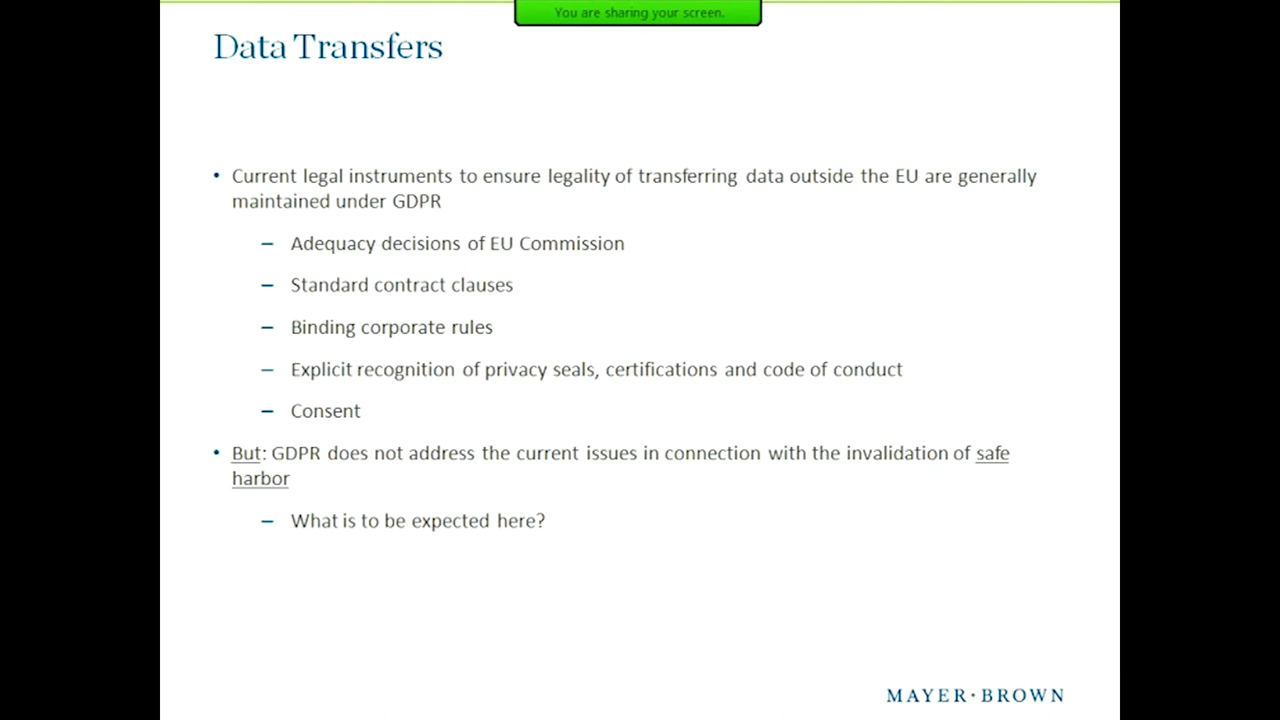 You are sharing your screen.
Data Transfers
• Current legal instruments to ensure legality of transferring data outside the EU are generally
maintained under GDPR
– Adequacy decisions of EU Commission
– Standard contract clauses
– Binding corporate rules
– Explicit recognition of privacy seals, certifications and code of conduct
– Consent
• But: GDPR does not address the current issues in connection with the invalidation of safe
harbor
– What is to be expected here?
MAYER•BROWN